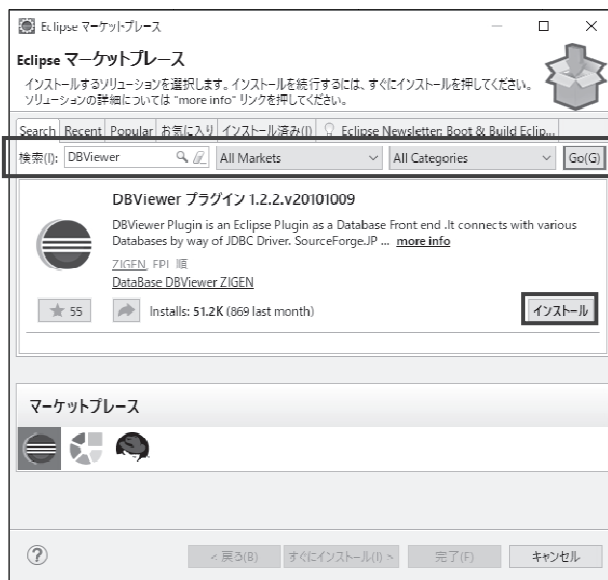 Eclipse マーケットプレース
Eclipse マーケットプレース
インストールするソリューションを選択します。インストールを続行するには、すぐにインストールを押してください。
ソリューションの詳細については "more info" リンクを押してください。
Search Recent Popular お気に入り インストール済み(I) Eclipse Newsletter: Boot & Build Eclip...
検索(I): DBViewer All Markets All Categories Go(G)
DBViewer プラグイン 1.2.2.v20101009
DBViewer Plugin is an Eclipse Plugin as a Database Front end .It connects with various
Databases by way of JDBC Driver. SourceForge.JP ... more info
ZIGEN, EPL 順
DataBase DBViewer ZIGEN
55 Installs: 51.2K (869 last month) インストール
マーケットプレース
< 戻る(B) すぐにインストール(I) > 完了(F) キャンセル